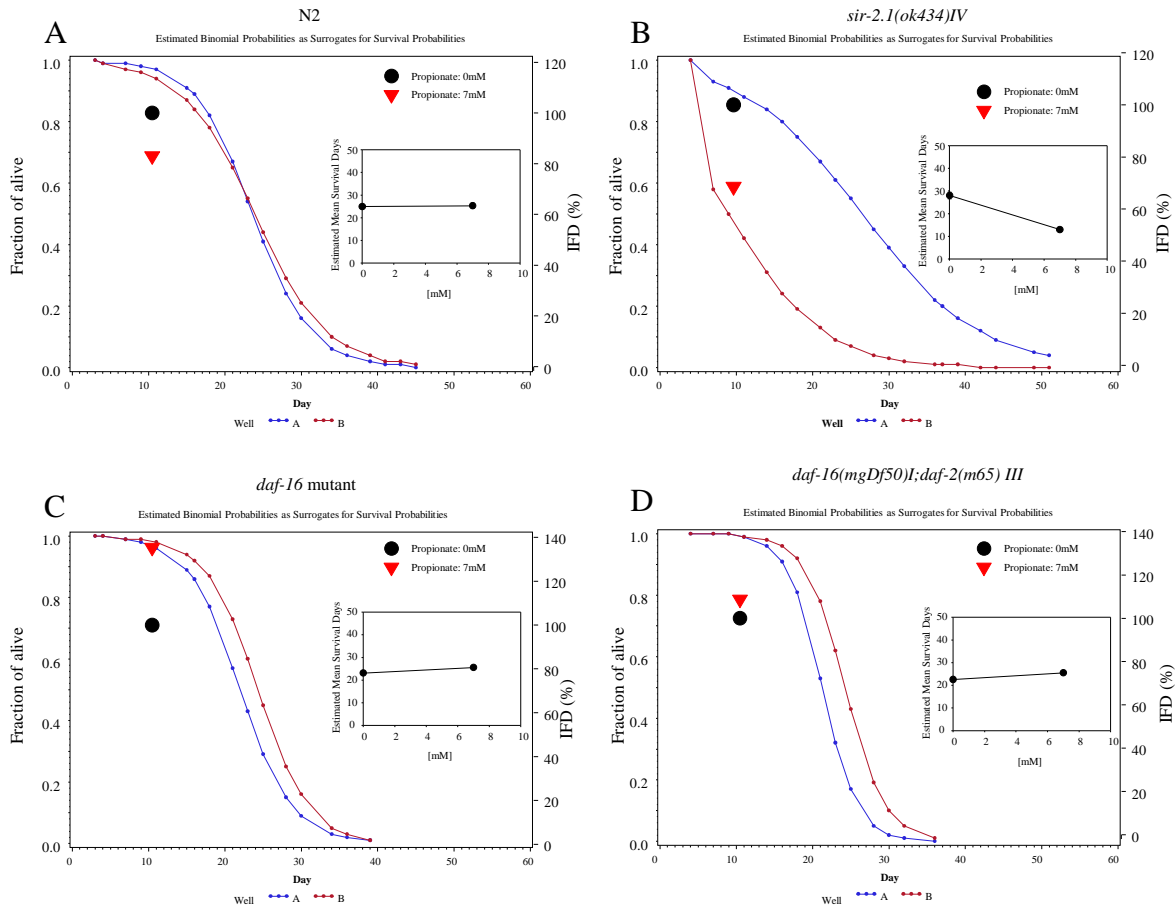 A
N2
Estimated Binomial Probabilities as Surrogates for Survival Probabilities
Propionate: 0mM
Propionate: 7mM
Fraction of alive
1.0
0.8
0.6
0.4
0.2
0.0
IFD (%)
120
100
80
60
40
20
0
Estimated Mean Survival Days
50
40
30
20
10
0
0 2 4 6 8 10
[mM]
0 10 20 30 40 50 60
Day
Well A B
B
sir-2.1(ok434)IV
Estimated Binomial Probabilities as Surrogates for Survival Probabilities
Propionate: 0mM
Propionate: 7mM
Fraction of alive
1.0
0.8
0.6
0.4
0.2
0.0
IFD (%)
120
100
80
60
40
20
0
Estimated Mean Survival Days
50
40
30
20
10
0
0 2 4 6 8 10
[mM]
0 10 20 30 40 50 60
Day
Well A B
C
daf-16 mutant
Estimated Binomial Probabilities as Surrogates for Survival Probabilities
Propionate: 0mM
Propionate: 7mM
Fraction of alive
1.0
0.8
0.6
0.4
0.2
0.0
IFD (%)
140
120
100
80
60
40
20
0
Estimated Mean Survival Days
50
40
30
20
10
0
0 2 4 6 8 10
[mM]
0 10 20 30 40 50 60
Day
Well A B
D
daf-16(mgDf50)I;daf-2(m65) III
Estimated Binomial Probabilities as Surrogates for Survival Probabilities
Propionate: 0mM
Propionate: 7mM
Fraction of alive
1.0
0.8
0.6
0.4
0.2
0.0
IFD (%)
140
120
100
80
60
40
20
0
Estimated Mean Survival Days
50
40
30
20
10
0
0 2 4 6 8 10
[mM]
0 10 20 30 40 50 60
Day
Well A B